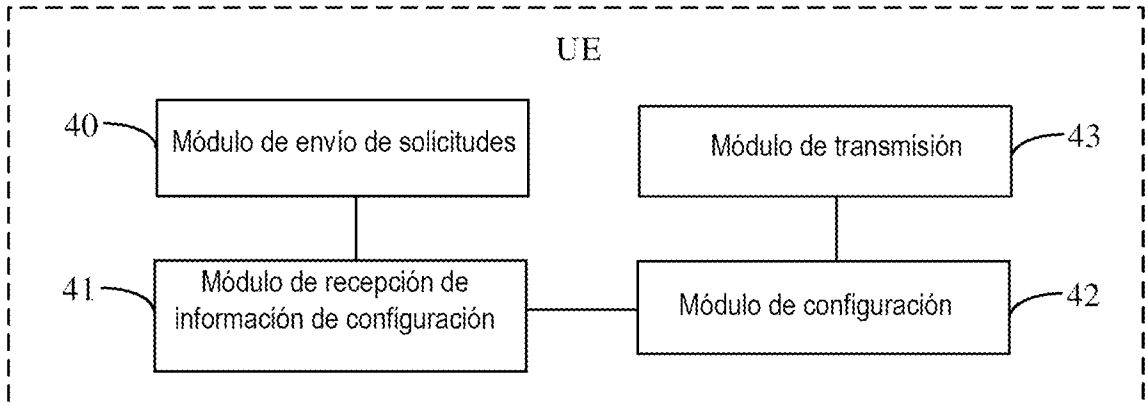 UE
40
Módulo de envío de solicitudes
Módulo de transmisión
43
41
Módulo de recepción de
información de configuración
Módulo de configuración
42